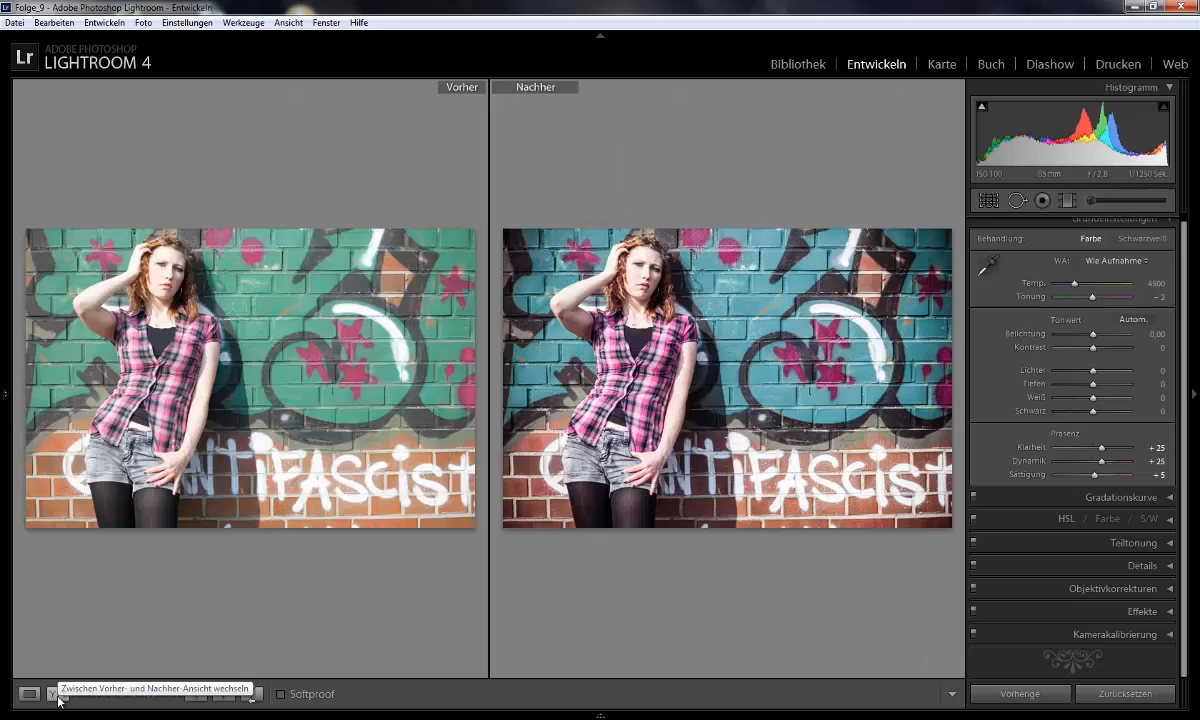 Folge_9 - Adobe Photoshop Lightroom - Entwickeln
Datei Bearbeiten Entwickeln Foto Einstellungen Werkzeuge Ansicht Fenster Hilfe
Lr ADOBE PHOTOSHOP
LIGHTROOM 4
Bibliothek Entwickeln Karte Buch Diashow Drucken Web
Vorher Nachher
Histogramm
ISO 100 85 mm ƒ / 2,8 1/1250 Sek.
Grundeinstellungen
Behandlung: Farbe Schwarzweiß
WA: Wie Aufnahme
Temp. 4500
Tonung - 2
Tonwert Autom.
Belichtung 0,00
Kontrast 0
Lichter 0
Tiefen 0
Weiß 0
Schwarz 0
Präsenz
Klarheit + 25
Dynamik + 25
Sättigung + 5
Gradationskurve
HSL / Farbe / S/W
Teiltonung
Details
Objektivkorrekturen
Effekte
Kamerakalibrierung
ANTiFASCiST
ANTiFASCiST
Zwischen Vorher- und Nachher-Ansicht wechseln
Y
Softproof
Vorherige Zurücksetzen